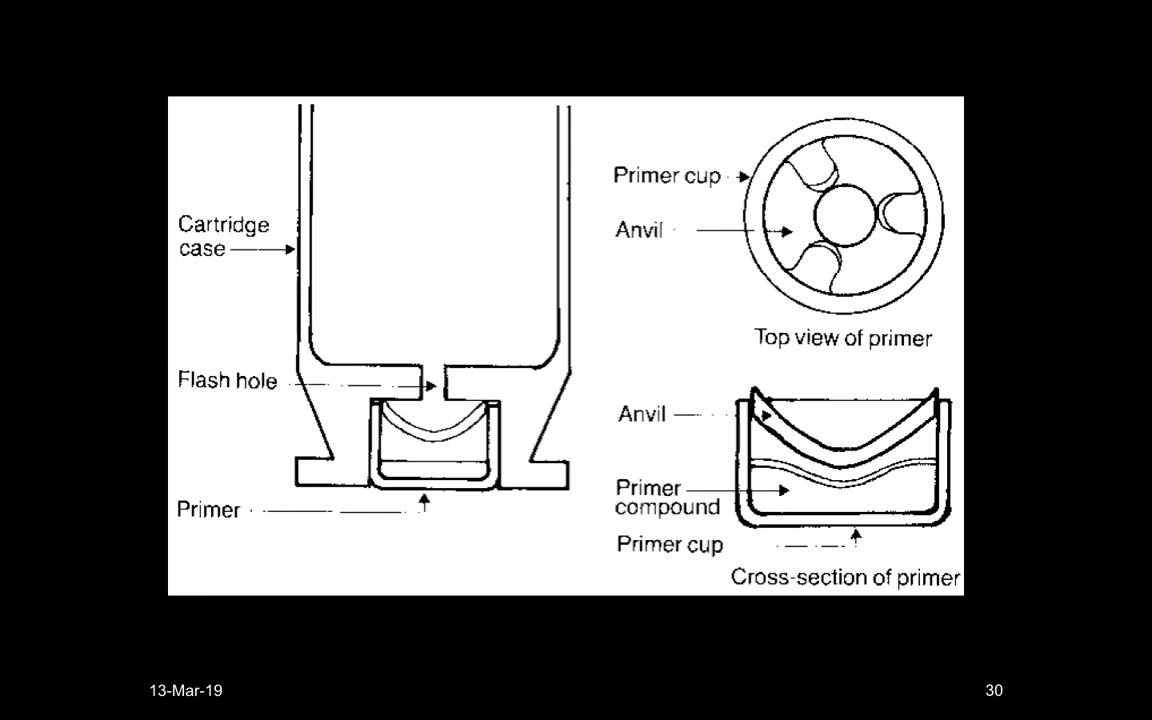 Cartridge
case
Flash hole
Primer
Primer cup
Anvil
Top view of primer
Anvil
Primer
compound
Primer cup
Cross-section of primer
13-Mar-19
30